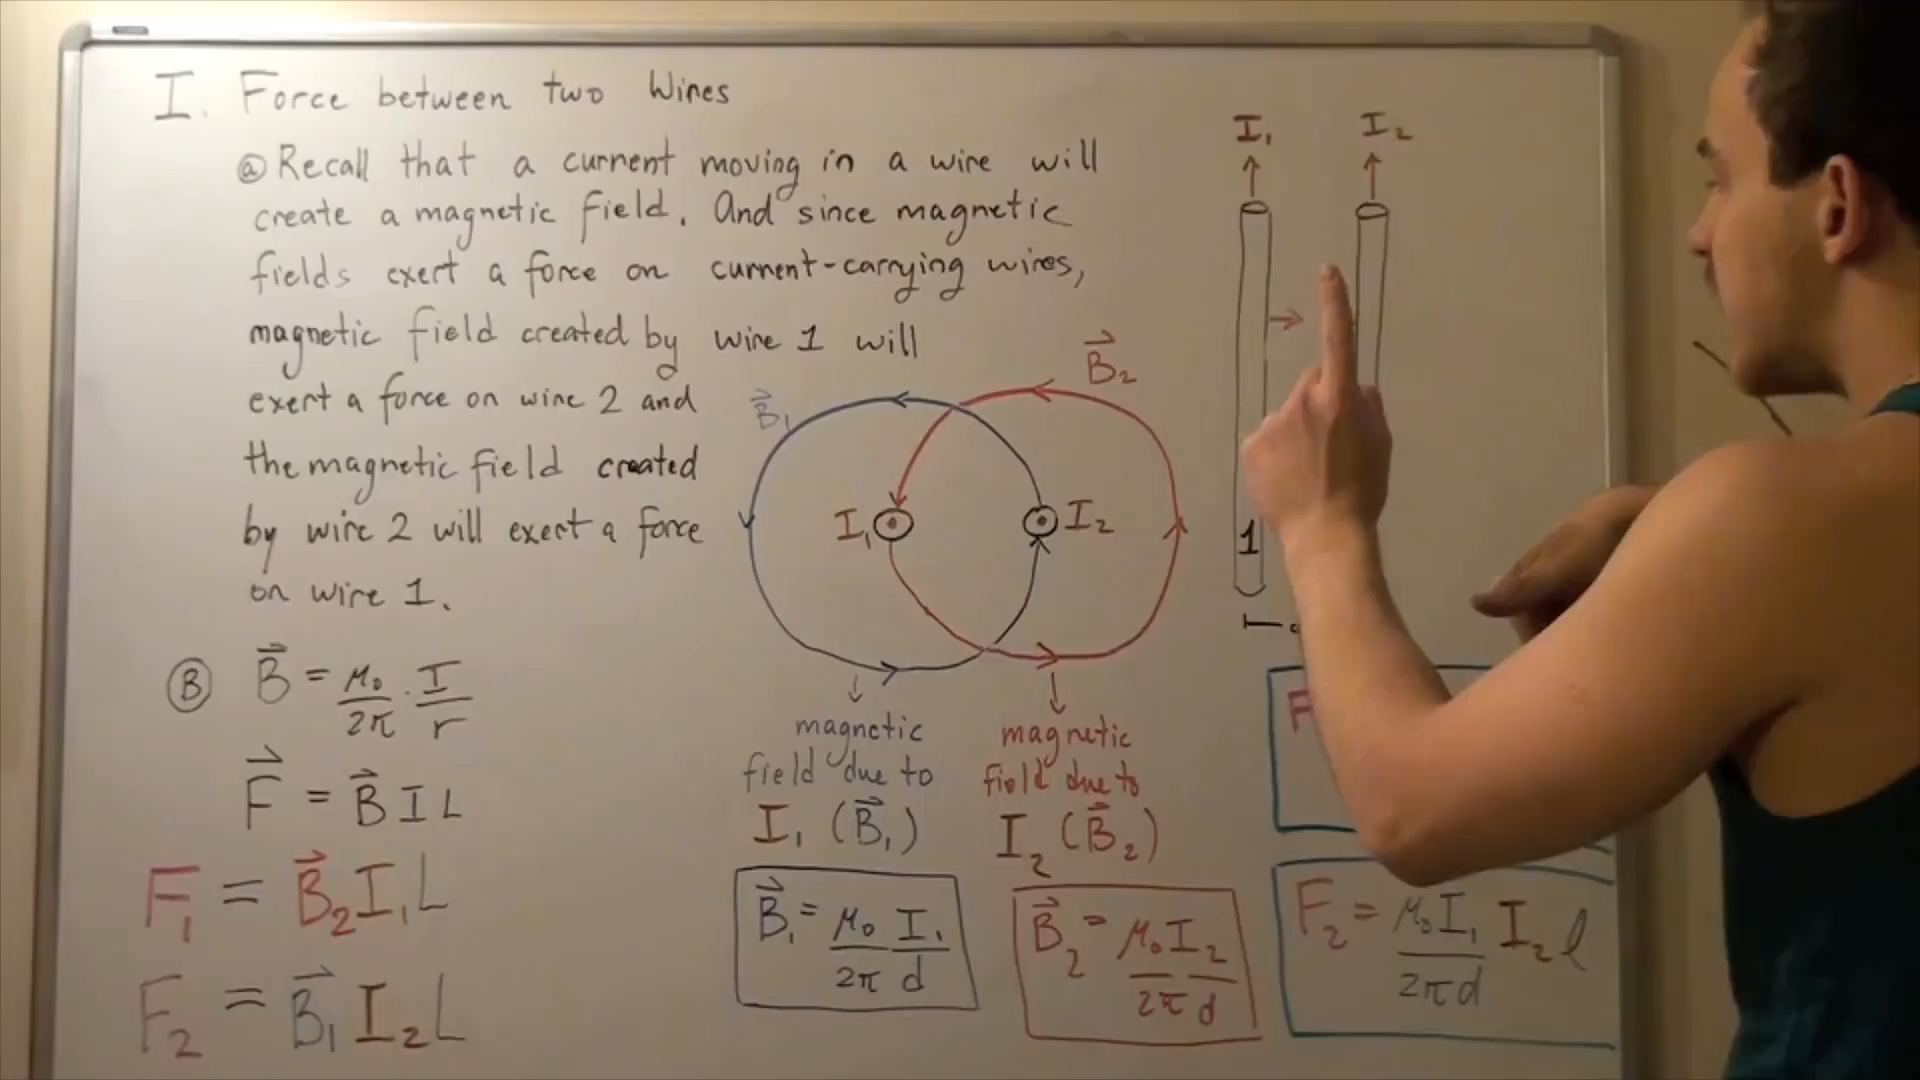 I. Force between two Wires
ⓐ Recall that a current moving in a wire will
create a magnetic field. And since magnetic
fields exert a force on current-carrying wires,
magnetic field created by wire 1 will
exert a force on wire 2 and
the magnetic field created
by wire 2 will exert a force
on wire 1.
Ⓑ B⃗ = μ₀/2π · I/r
F⃗ = B⃗ I L
F₁ = B⃗₂ I₁ L
F₂ = B⃗₁ I₂ L
B⃗₁
B⃗₂
I₁
I₂
magnetic
field due to
I₁ (B⃗₁)
B⃗₁ = μ₀/2π I₁/d
magnetic
field due to
I₂ (B⃗₂)
B⃗₂ = μ₀/2π I₂/d
I₁
I₂
1
F
F₂ = μ₀I₁/2πd I₂ l